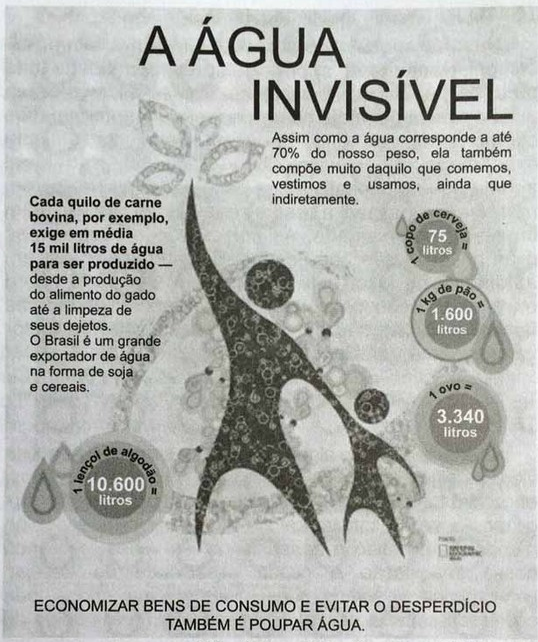 A ÁGUA
INVISÍVEL
Assim como a água corresponde a até
70% do nosso peso, ela também
compõe muito daquilo que comemos,
vestimos e usamos, ainda que
indiretamente.
Cada quilo de carne
bovina, por exemplo,
exige em média
15 mil litros de água
para ser produzido —
desde a produção
do alimento do gado
até a limpeza de
seus dejetos.
O Brasil é um grande
exportador de água
na forma de soja
e cereais.
1 copo de cerveja =
75
litros
1 kg de pão =
1.600
litros
1 ovo =
3.340
litros
1 lençol de algodão =
10.600
litros
NATIONAL
GEOGRAPHIC
ECONOMIZAR BENS DE CONSUMO E EVITAR O DESPERDÍCIO
TAMBÉM É POUPAR ÁGUA.